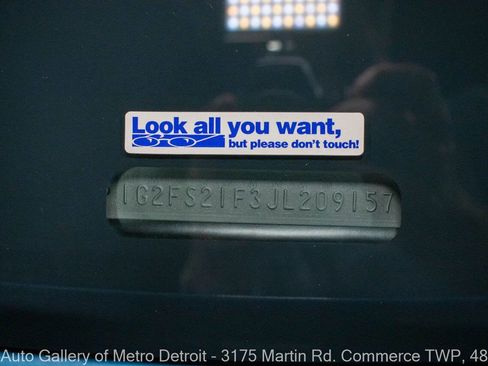 Look all you want,
but please don't touch!
1G2FS21F3JL209157
Auto Gallery of Metro Detroit - 3175 Martin Rd. Commerce TWP, 48